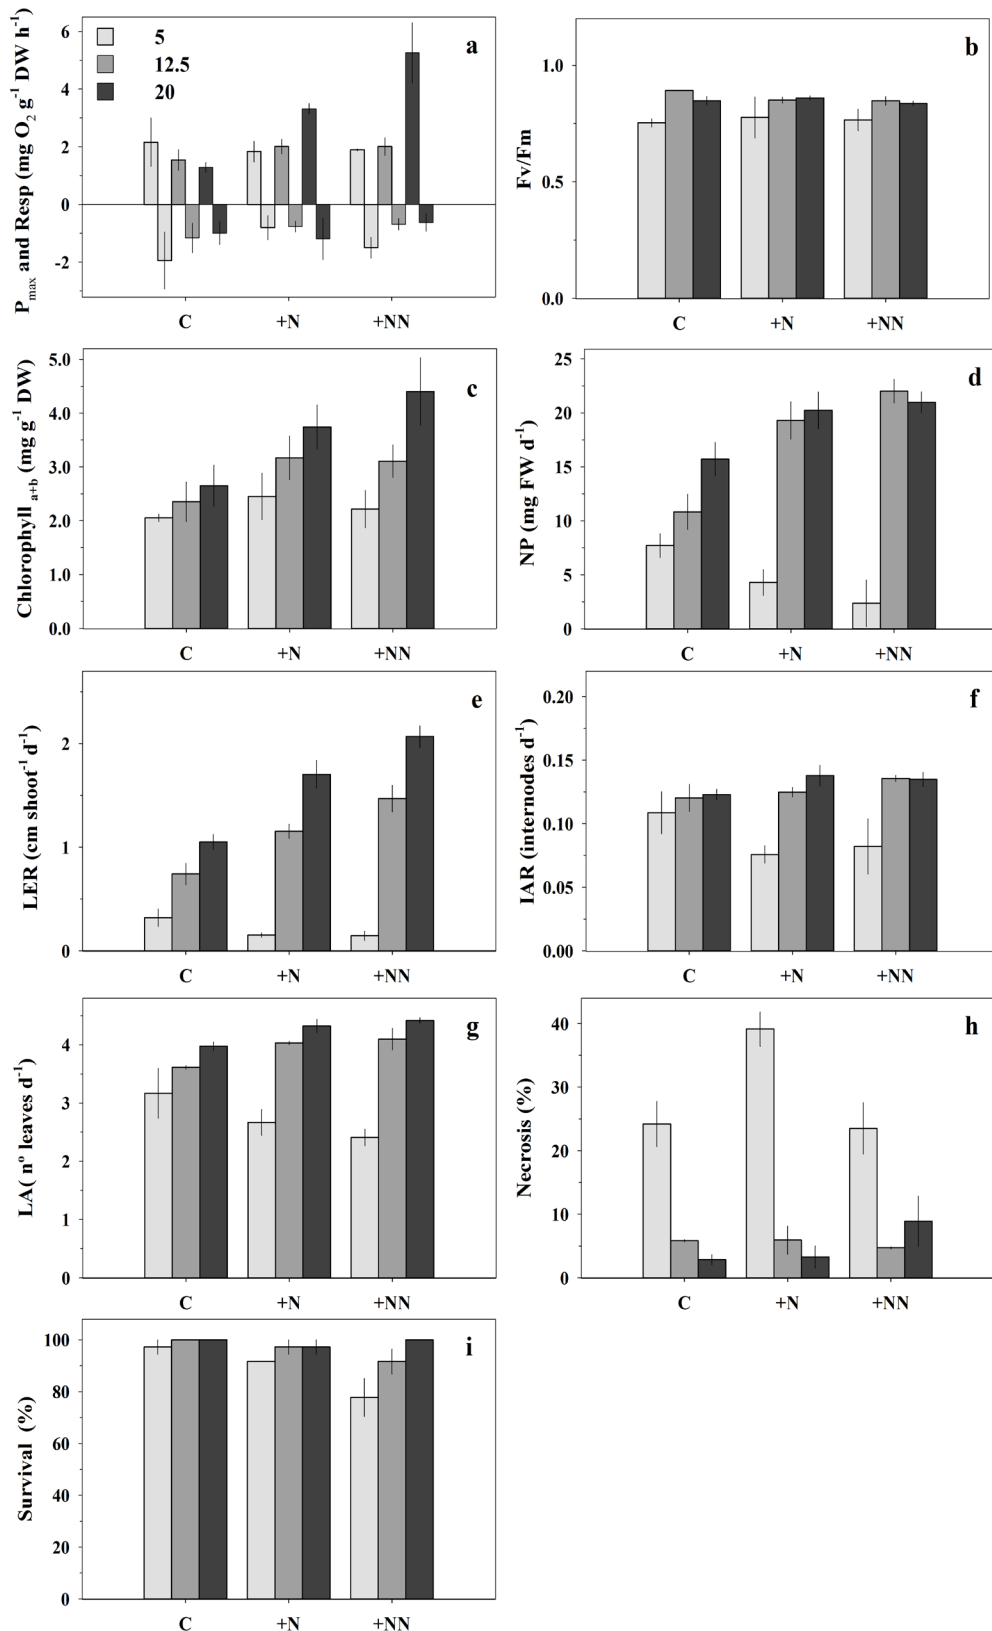 a
5
12.5
20
P max and Resp (mg O2 g-1 DW h-1)
6
4
2
0
-2
C +N +NN
b
Fv/Fm
1.0
0.5
0.0
C +N +NN
c
Chlorophyll a+b (mg g-1 DW)
5.0
4.0
3.0
2.0
1.0
0.0
C +N +NN
d
NP (mg FW d-1)
25
20
15
10
5
0
C +N +NN
e
LER (cm shoot-1 d-1)
2
1
0
C +N +NN
f
IAR (internodes d-1)
0.20
0.15
0.10
0.05
0.00
C +N +NN
g
LA( nº leaves d-1)
4
3
2
1
0
C +N +NN
h
Necrosis (%)
40
30
20
10
0
C +N +NN
i
Survival (%)
100
80
60
40
20
0
C +N +NN